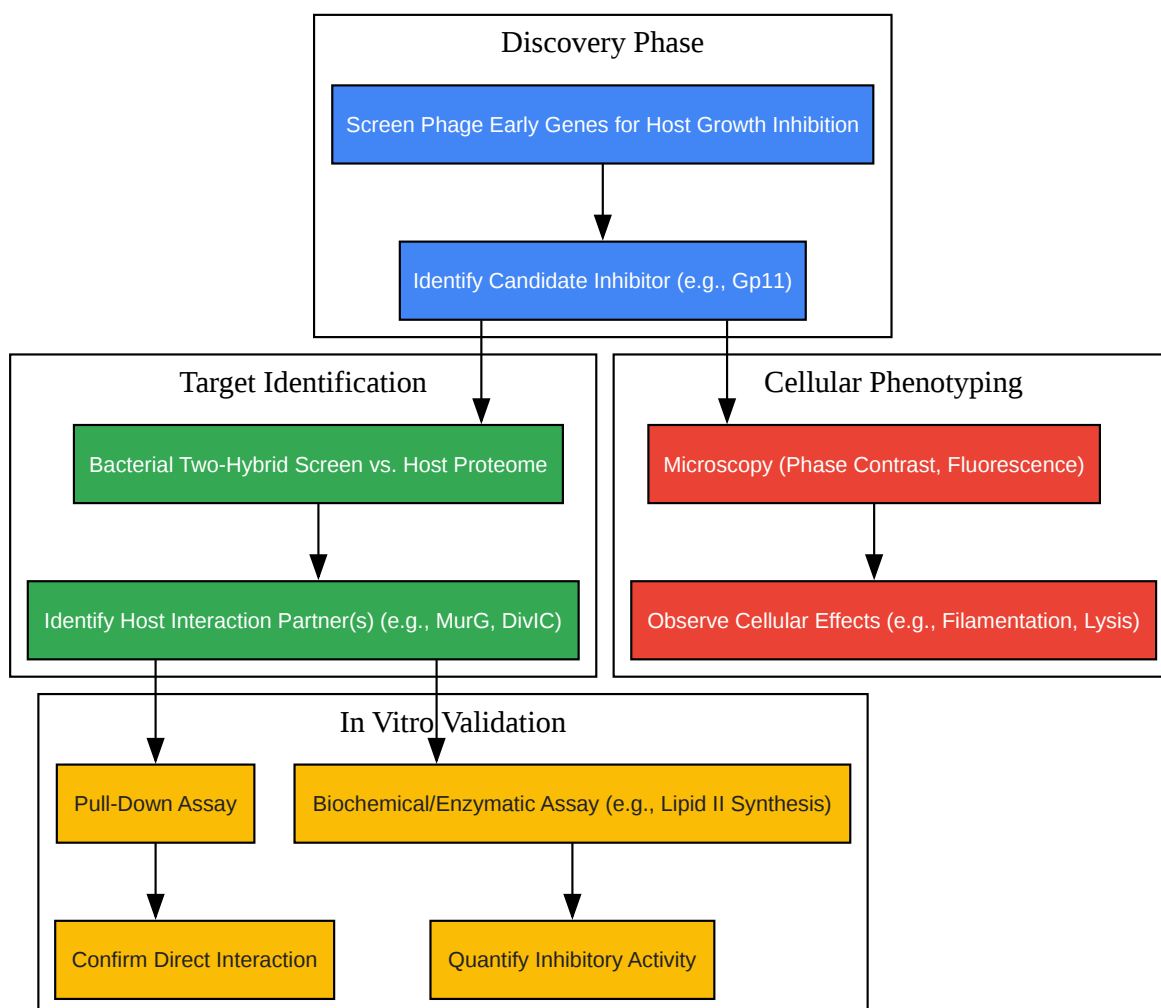 Discovery Phase
Screen Phage Early Genes for Host Growth Inhibition
Identify Candidate Inhibitor (e.g., Gp11)
Target Identification
Bacterial Two-Hybrid Screen vs. Host Proteome
Identify Host Interaction Partner(s) (e.g., MurG, DivIC)
Cellular Phenotyping
Microscopy (Phase Contrast, Fluorescence)
Observe Cellular Effects (e.g., Filamentation, Lysis)
In Vitro Validation
Pull-Down Assay
Biochemical/Enzymatic Assay (e.g., Lipid II Synthesis)
Confirm Direct Interaction
Quantify Inhibitory Activity